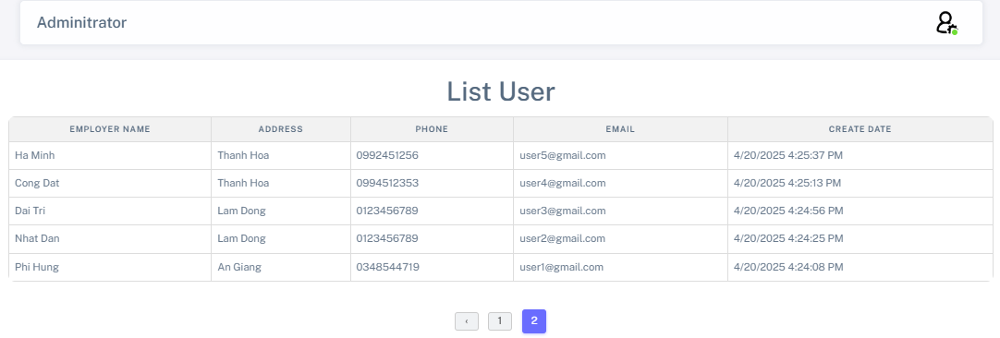 Adminitrator
List User
EMPLOYER NAME ADDRESS PHONE EMAIL CREATE DATE
Ha Minh Thanh Hoa 0992451256 user5@gmail.com 4/20/2025 4:25:37 PM
Cong Dat Thanh Hoa 0994512353 user4@gmail.com 4/20/2025 4:25:13 PM
Dai Tri Lam Dong 0123456789 user3@gmail.com 4/20/2025 4:24:56 PM
Nhat Dan Lam Dong 0123456789 user2@gmail.com 4/20/2025 4:24:25 PM
Phi Hung An Giang 0348544719 user1@gmail.com 4/20/2025 4:24:08 PM
‹ 1 2